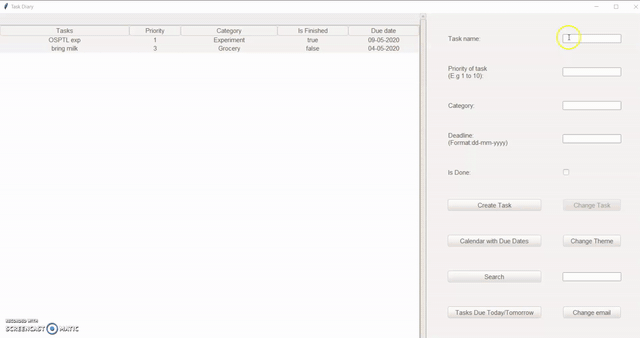 Task Diary
Tasks Priority Category Is Finished Due date
OSPTL exp 1 Experiment true 09-05-2020
bring milk 3 Grocery false 04-05-2020
Task name:
Priority of task
(E.g 1 to 10):
Category:
Deadline:
(Format:dd-mm-yyyy)
Is Done:
Create Task Change Task
Calendar with Due Dates Change Theme
Search
Tasks Due Today/Tomorrow Change email
RECORDED WITH
SCREENCAST MATIC